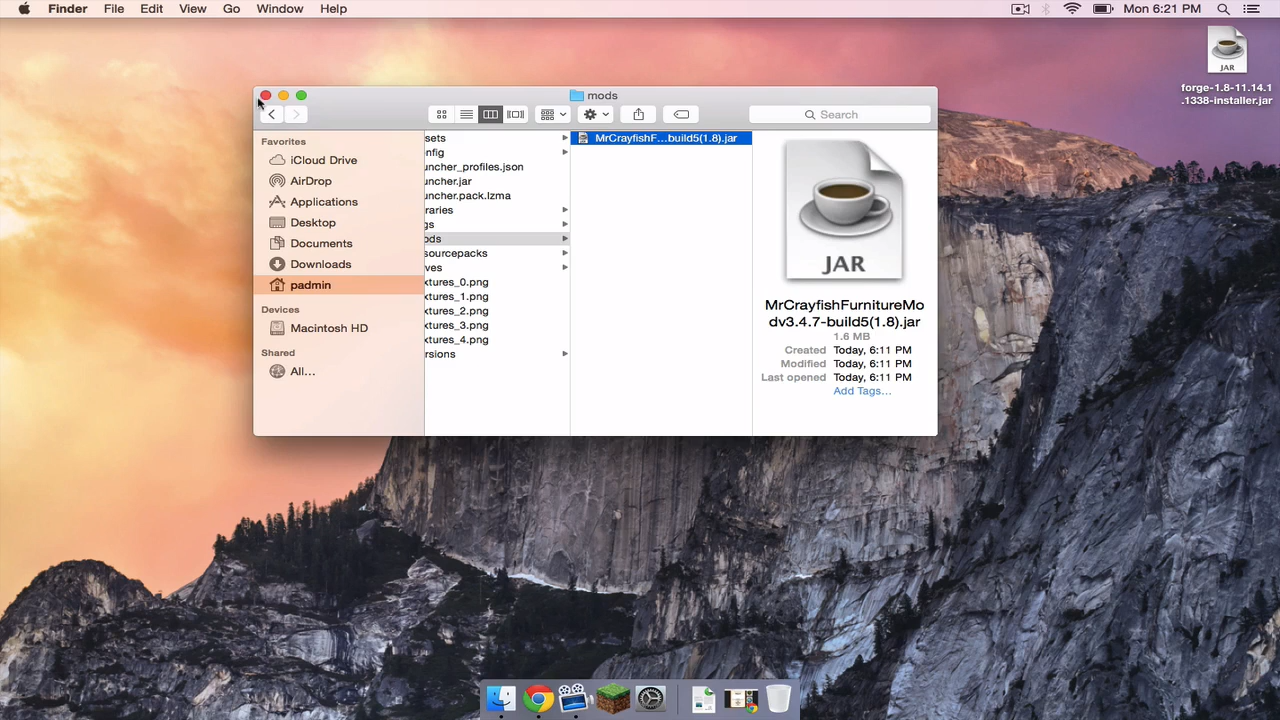 Finder File Edit View Go Window Help
Mon 6:21 PM
JAR
forge-1.8-11.14.1
.1338-installer.jar
mods
Search
Favorites
iCloud Drive
AirDrop
Applications
Desktop
Documents
Downloads
padmin
Devices
Macintosh HD
Shared
All...
sets
nfig
uncher_profiles.json
uncher.jar
uncher.pack.lzma
raries
gs
ods
sourcepacks
ves
xtures_0.png
xtures_1.png
xtures_2.png
xtures_3.png
xtures_4.png
rsions
MrCrayfishF...build5(1.8).jar
JAR
MrCrayfishFurnitureMo
dv3.4.7-build5(1.8).jar
1.6 MB
Created Today, 6:11 PM
Modified Today, 6:11 PM
Last opened Today, 6:11 PM
Add Tags...